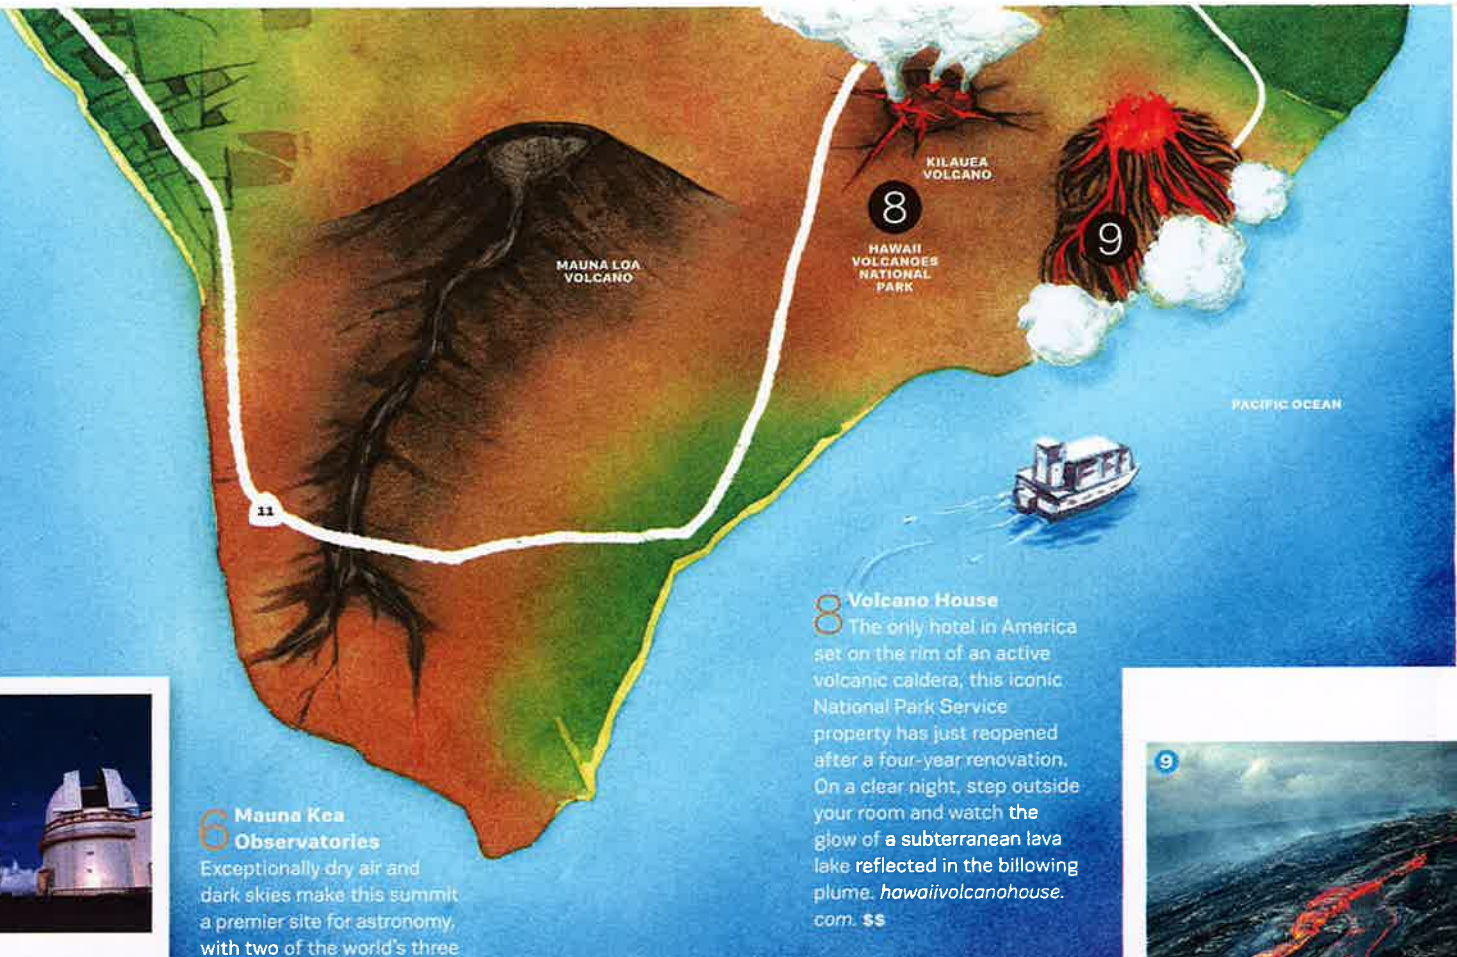 KILAUEA
VOLCANO
8
HAWAII
VOLCANOES
NATIONAL
PARK
9
MAUNA LOA
VOLCANO
PACIFIC OCEAN
11
8 Volcano House
The only hotel in America
set on the rim of an active
volcanic caldera, this iconic
National Park Service
property has just reopened
after a four-year renovation.
On a clear night, step outside
your room and watch the
glow of a subterranean lava
lake reflected in the billowing
plume. hawaiivolcanohouse.
com. $$
6 Mauna Kea
Observatories
Exceptionally dry air and
dark skies make this summit
a premier site for astronomy,
with two of the world's three
9